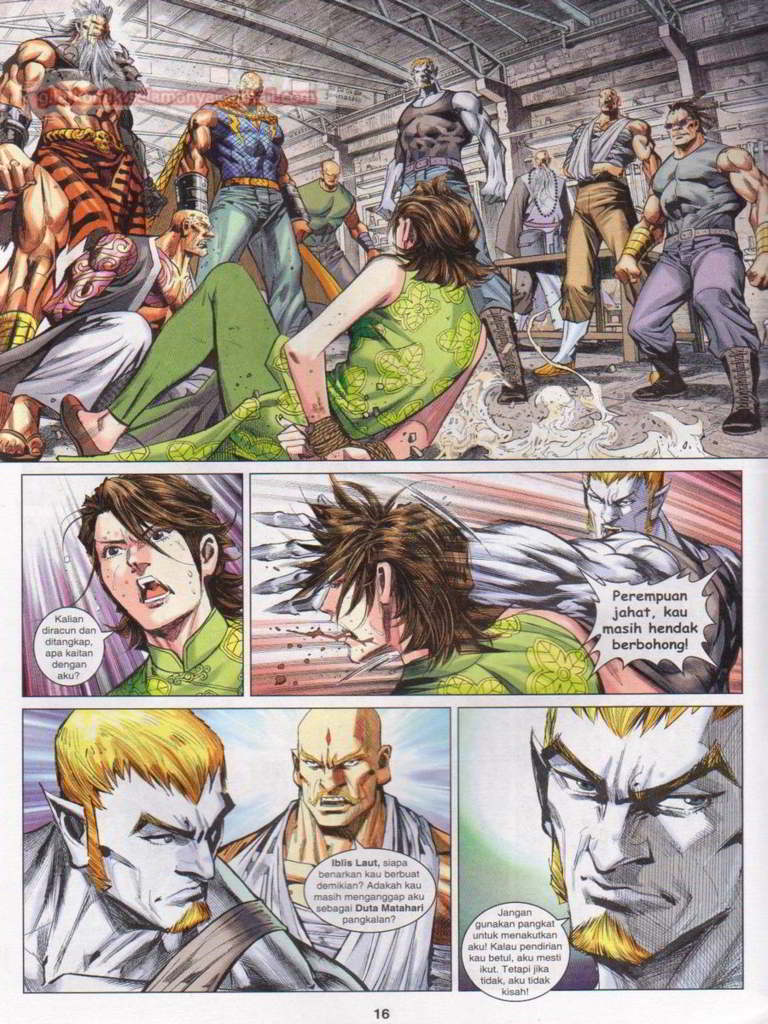 Kalian
diracun dan
ditangkap,
apa kaitan
dengan
aku?
Perempuan
jahat, kau
masih hendak
berbohong!
Iblis Laut, siapa
benarkan kau berbuat
demikian? Adakah kau
masih menganggap aku
sebagai Duta Matahari
pangkalan?
Jangan
gunakan pangkat
untuk menakutkan
aku! Kalau pendirian
kau betul, aku mesti
ikut. Tetapi jika
tidak, aku tidak
kisah!
16